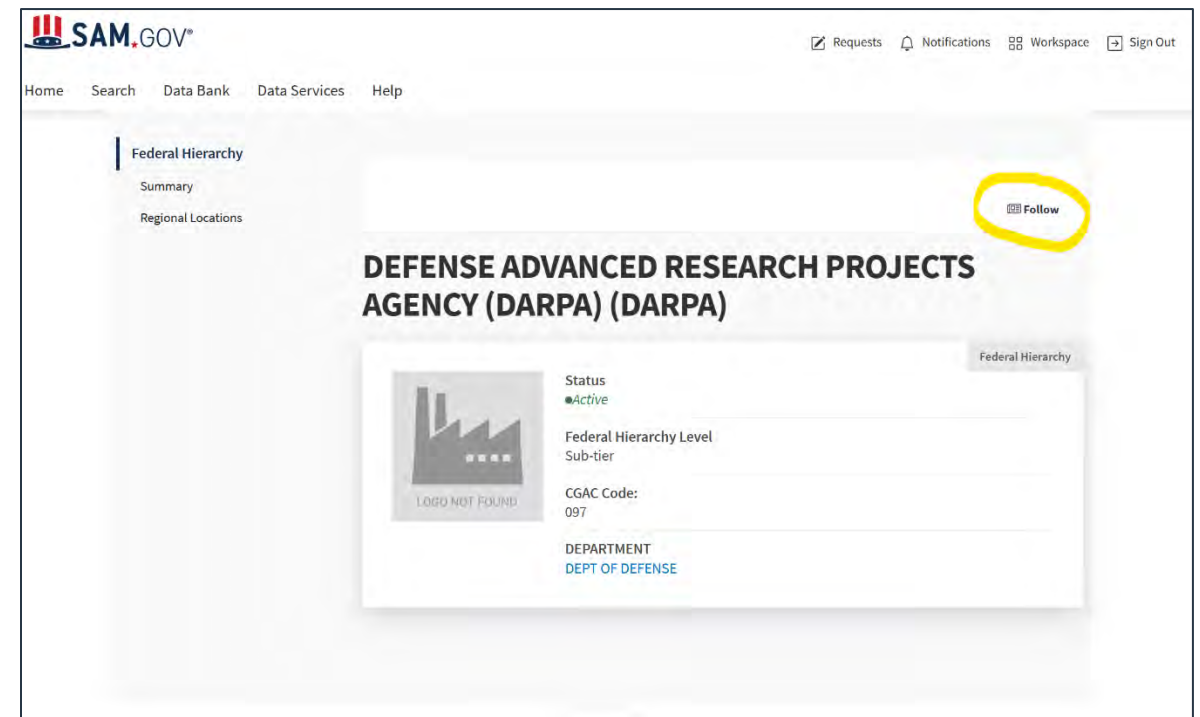 SAM.GOV®
Requests Notifications Workspace Sign Out
Home Search Data Bank Data Services Help
Federal Hierarchy
Summary
Regional Locations
Follow
DEFENSE ADVANCED RESEARCH PROJECTS
AGENCY (DARPA) (DARPA)
Federal Hierarchy
LOGO NOT FOUND
Status
Active
Federal Hierarchy Level
Sub-tier
CGAC Code:
097
DEPARTMENT
DEPT OF DEFENSE